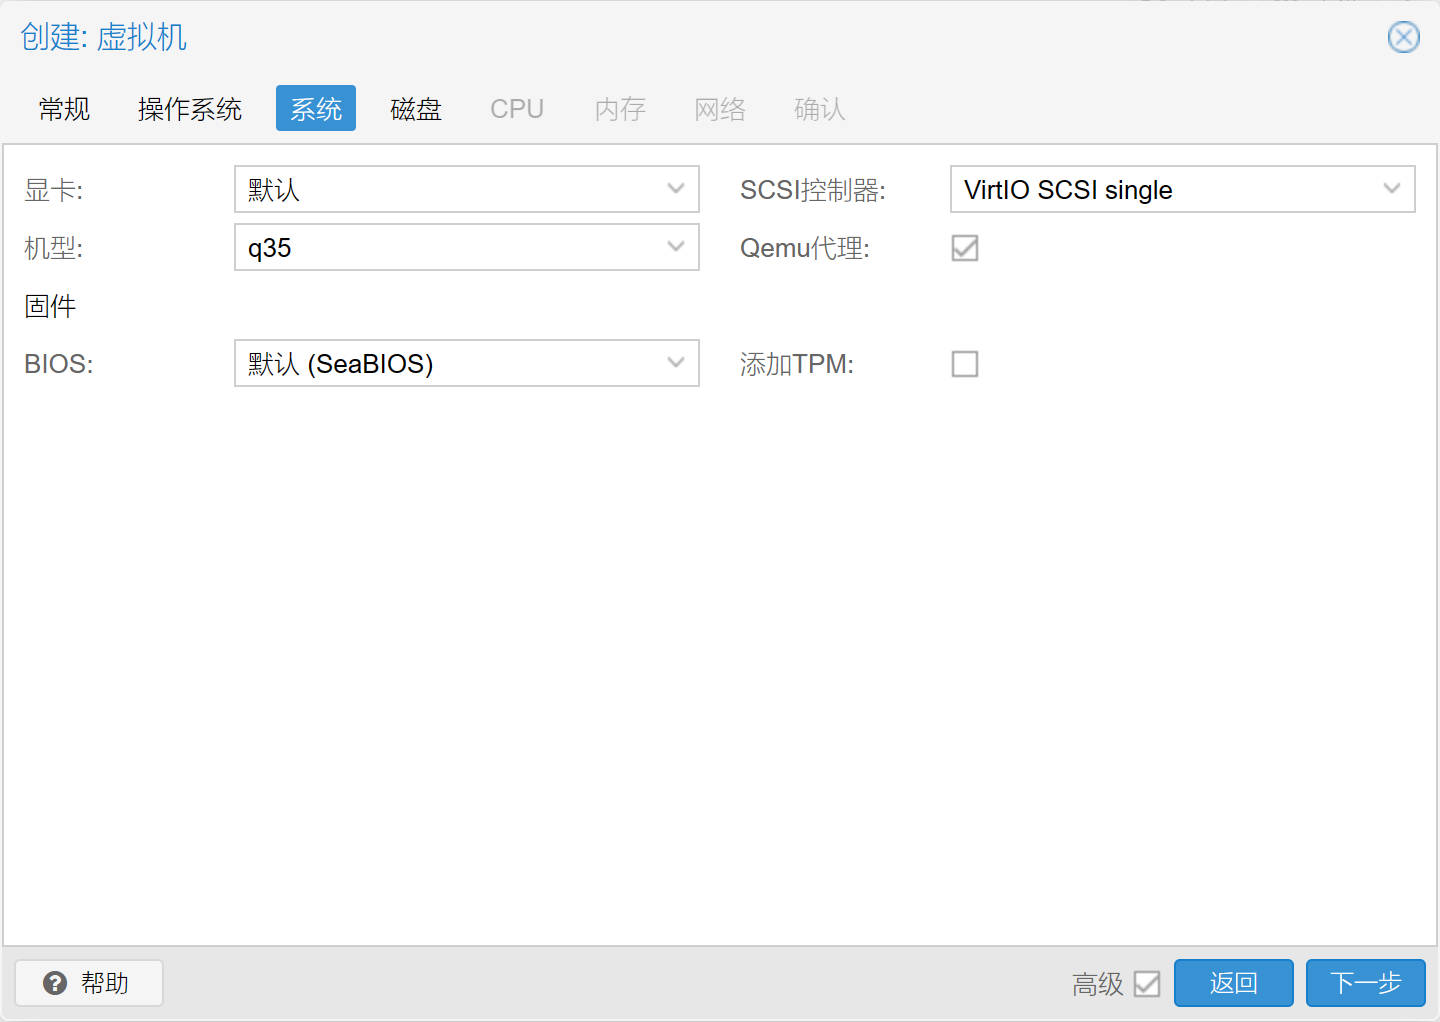 创建: 虚拟机
常规 操作系统 系统 磁盘 CPU 内存 网络 确认
显卡: 默认 SCSI控制器: VirtIO SCSI single
机型: q35 Qemu代理:
固件
BIOS: 默认 (SeaBIOS) 添加TPM:
帮助 高级 返回 下一步